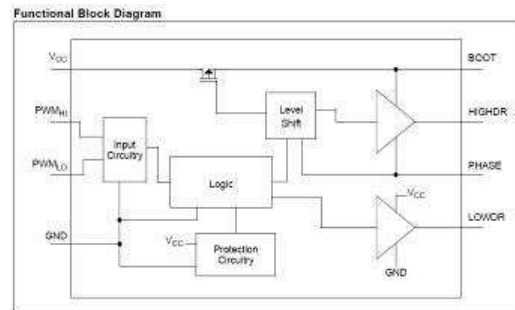 Functional Block Diagram
VCC
BOOT
PWMHI
HIGHDR
Level
Shift
Input
Circuitry
PWMLO
PHASE
Logic
VCC
LOWDR
GND
VCC
Protection
Circuitry
GND